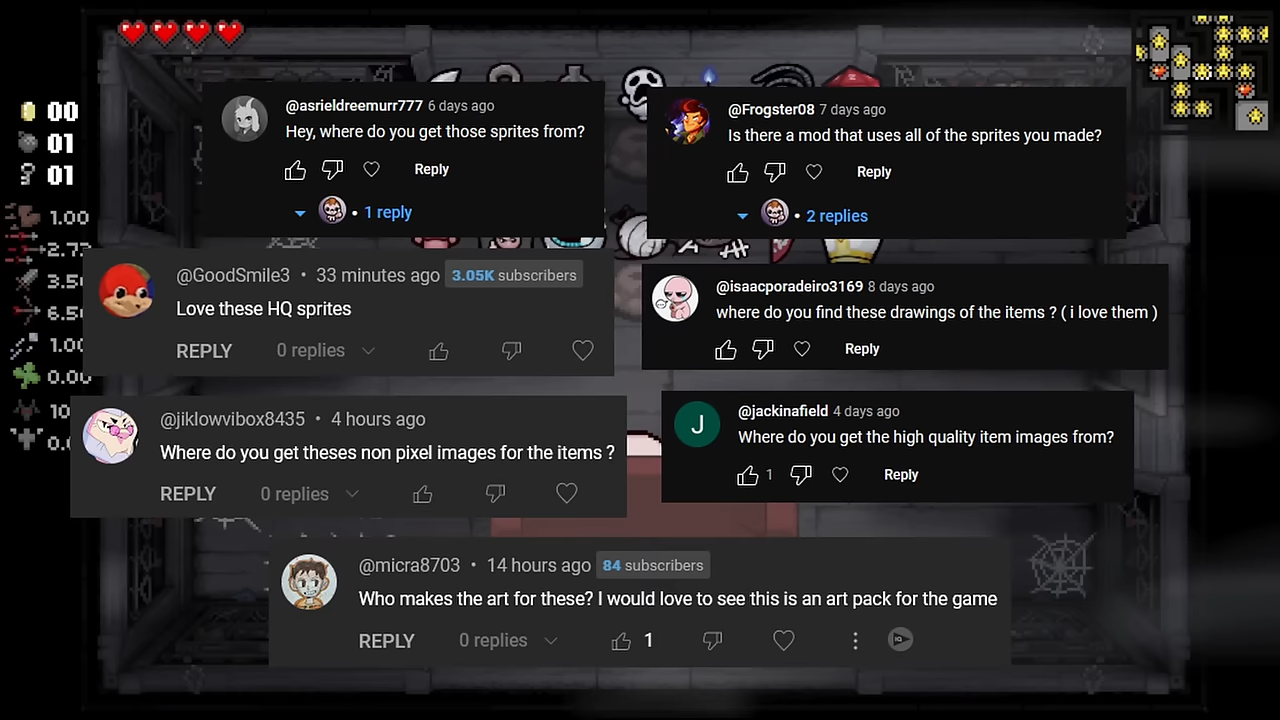 00
01
01
1.00
2.7
3.5
6.5
1.00
0.00
10
0.
@asrieldreemurr777 6 days ago
Hey, where do you get those sprites from?
Reply
• 1 reply
@Frogster08 7 days ago
Is there a mod that uses all of the sprites you made?
Reply
• 2 replies
@GoodSmile3 • 33 minutes ago 3.05K subscribers
Love these HQ sprites
REPLY 0 replies
@isaacporadeiro3169 8 days ago
where do you find these drawings of the items ? ( i love them )
Reply
@jiklowvibox8435 • 4 hours ago
Where do you get theses non pixel images for the items ?
REPLY 0 replies
J
@jackinafield 4 days ago
Where do you get the high quality item images from?
1 Reply
@micra8703 • 14 hours ago 84 subscribers
Who makes the art for these? I would love to see this is an art pack for the game
REPLY 0 replies 1